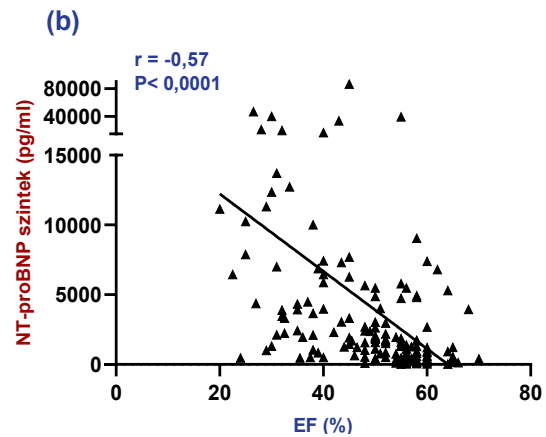 (b)
r = -0,57
P< 0,0001
80000
40000
15000
10000
5000
0
NT-proBNP szintek (pg/ml)
0 20 40 60 80
EF (%)